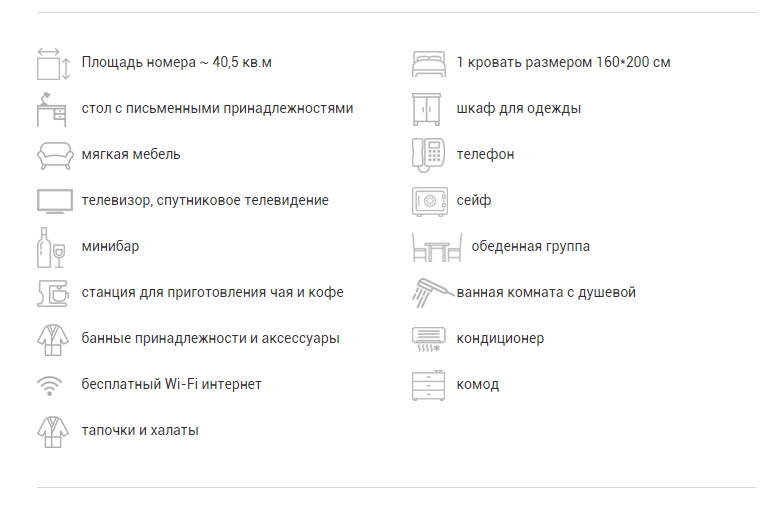 Площадь номера ~ 40,5 кв.м
1 кровать размером 160*200 см
стол с письменными принадлежностями
шкаф для одежды
мягкая мебель
телефон
телевизор, спутниковое телевидение
сейф
минибар
обеденная группа
станция для приготовления чая и кофе
ванная комната с душевой
банные принадлежности и аксессуары
кондиционер
бесплатный Wi-Fi интернет
комод
тапочки и халаты